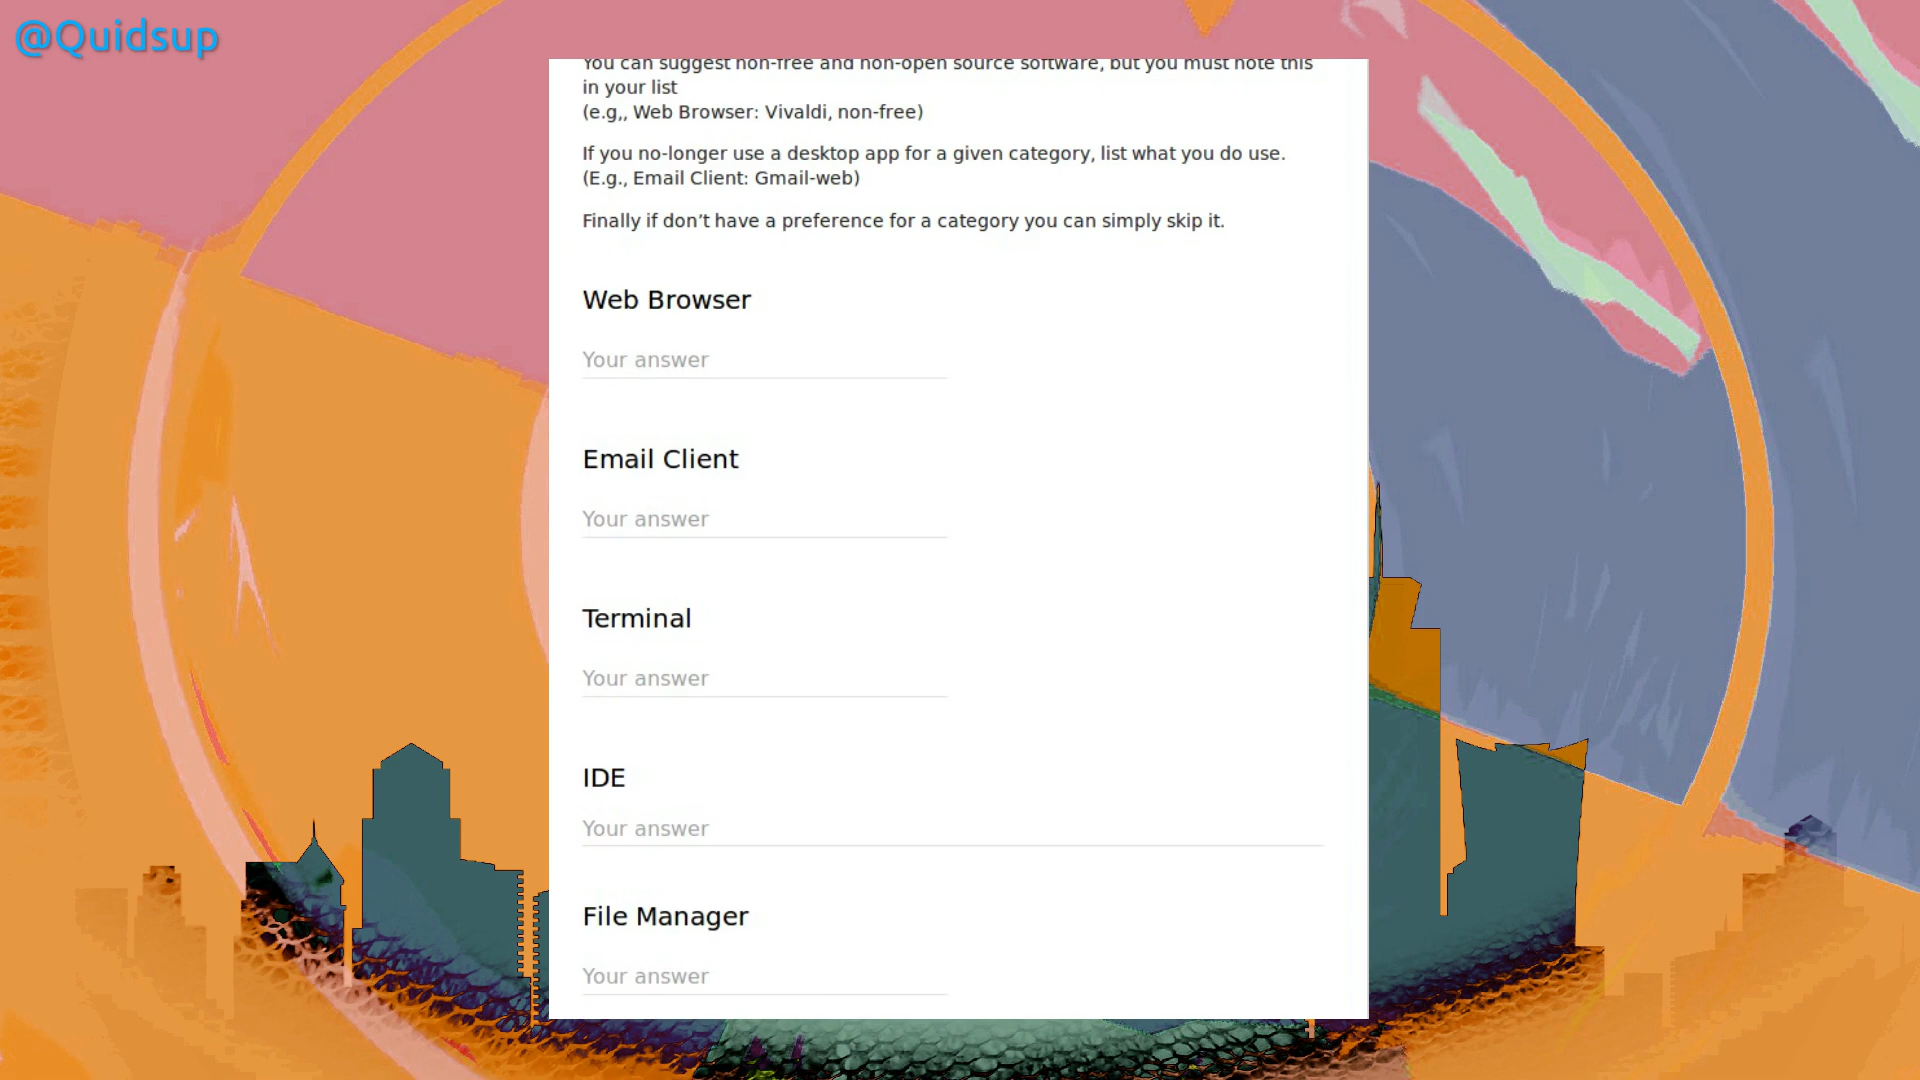 @Quidsup
You can suggest non-free and non-open source software, but you must note this
in your list
(e.g,, Web Browser: Vivaldi, non-free)
If you no-longer use a desktop app for a given category, list what you do use.
(E.g., Email Client: Gmail-web)
Finally if don’t have a preference for a category you can simply skip it.
Web Browser
Your answer
Email Client
Your answer
Terminal
Your answer
IDE
Your answer
File Manager
Your answer